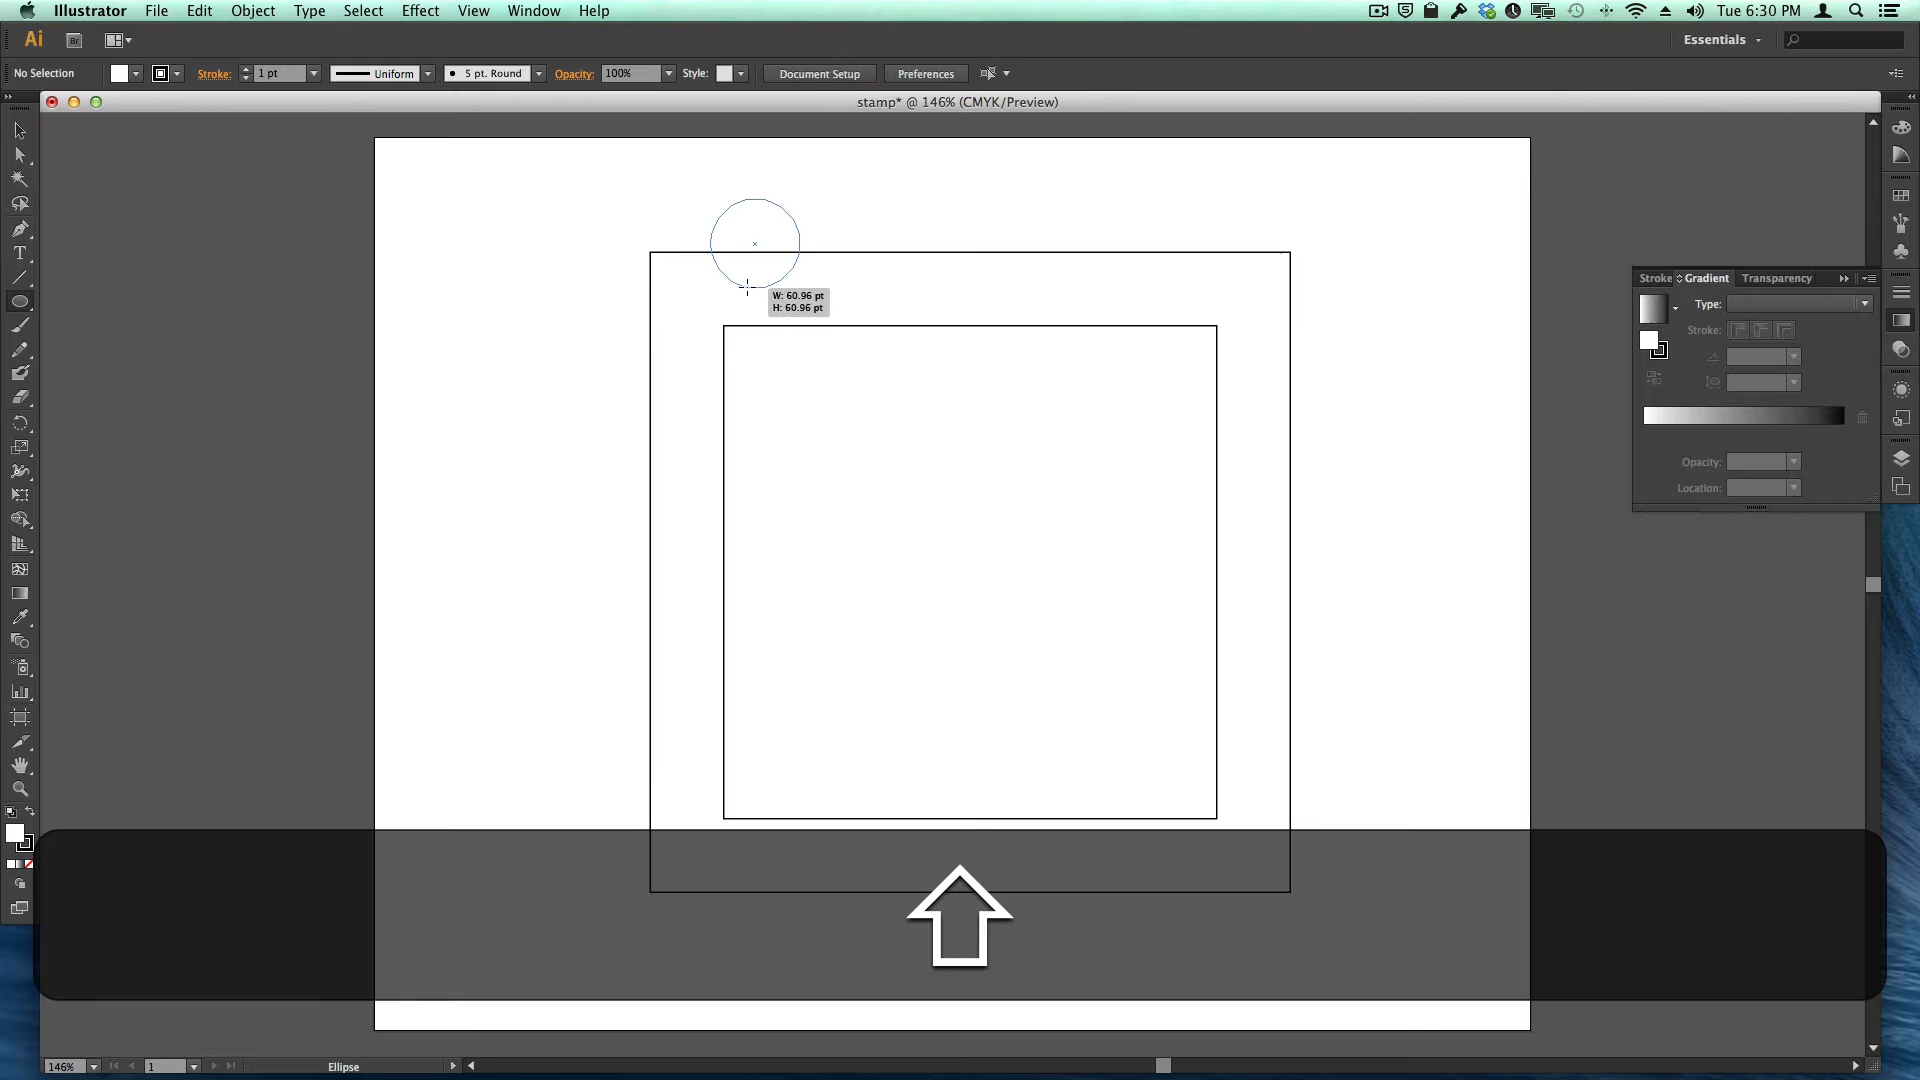 Illustrator File Edit Object Type Select Effect View Window Help Tue 6:30 PM
Ai Br Essentials
No Selection Stroke: 1 pt Uniform 5 pt. Round Opacity: 100% Style: Document Setup Preferences
stamp* @ 146% (CMYK/Preview)
W: 60.96 pt
H: 60.96 pt
Stroke Gradient Transparency
Type:
Stroke:
Opacity:
Location:
146% 1 Ellipse